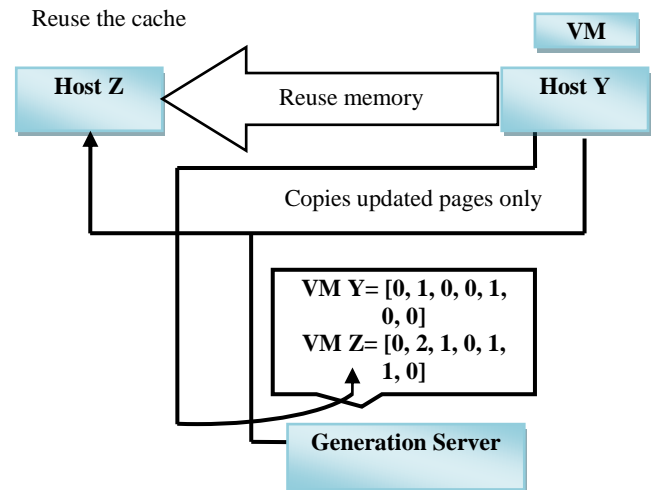 Reuse the cache
VM
Host Z
Reuse memory
Host Y
Copies updated pages only
VM Y= [0, 1, 0, 0, 1,
0, 0]
VM Z= [0, 2, 1, 0, 1,
1, 0]
Generation Server